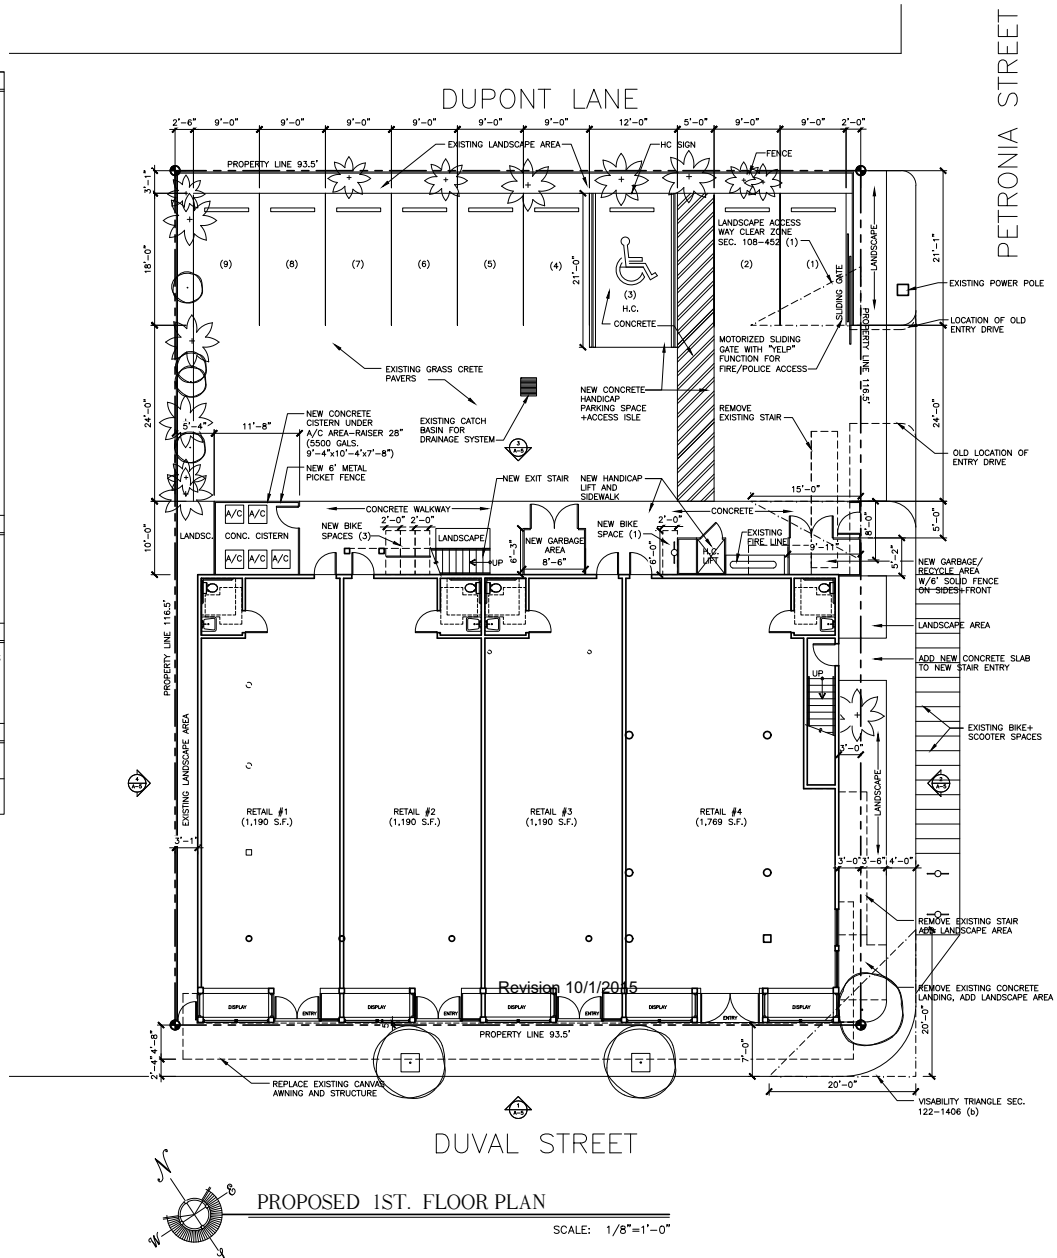 PETRONIA STREET
DUPONT LANE
2'-6" 9'-0" 9'-0" 9'-0" 9'-0" 9'-0" 9'-0" 12'-0" 5'-0" 9'-0" 9'-0" 2'-0"
EXISTING LANDSCAPE AREA
HC SIGN
FENCE
PROPERTY LINE 93.5'
3'-1"
18'-0"
24'-0"
10'-0"
LANDSCAPE ACCESS
WAY CLEAR ZONE
SEC. 108-452 (1)
LANDSCAPE
21'-1"
(9)
(8)
(7)
(6)
(5)
(4)
21'-0"
(3)
H.C.
CONCRETE
(2)
(1)
SLIDING GATE
EXISTING POWER POLE
LOCATION OF OLD
ENTRY DRIVE
PROPERTY LINE 116.5'
MOTORIZED SLIDING
GATE WITH "YELP"
FUNCTION FOR
FIRE/POLICE ACCESS
EXISTING GRASS CRETE
PAVERS
NEW CONCRETE
HANDICAP
PARKING SPACE
+ACCESS ISLE
REMOVE
EXISTING STAIR
24'-0"
NEW CONCRETE
CISTERN UNDER
A/C AREA-RAISER 28"
(5500 GALS.
9'-4"x10'-4"x7'-8")
5'-4"
11'-8"
EXISTING CATCH
BASIN FOR
DRAINAGE SYSTEM
3
A-5
OLD LOCATION OF
ENTRY DRIVE
NEW 6' METAL
PICKET FENCE
NEW EXIT STAIR
NEW HANDICAP
LIFT AND
SIDEWALK
15'-0"
CONCRETE WALKWAY
CONCRETE
A/C A/C
LANDSC.
CONC. CISTERN
A/C A/C A/C
2'-0" 2'-0"
NEW BIKE
SPACES (3)
LANDSCAPE
UP
6'-3"
NEW GARBAGE
AREA
8'-6"
NEW BIKE
SPACE (1)
2'-0"
6'-0"
H.C.
LIFT
EXISTING
FIRE LINE
9'-1"
8'-0"
5'-0"
5'-2"
NEW GARBAGE/
RECYCLE AREA
W/6' SOLID FENCE
ON SIDES+FRONT
LANDSCAPE AREA
ADD NEW CONCRETE SLAB
TO NEW STAIR ENTRY
UP
EXISTING BIKE+
SCOOTER SPACES
3'-0"
LANDSCAPE
PROPERTY LINE 116.5'
EXISTING LANDSCAPE AREA
4
A-5
2
A-5
3'-1"
RETAIL #1
(1,190 S.F.)
RETAIL #2
(1,190 S.F.)
RETAIL #3
(1,190 S.F.)
RETAIL #4
(1,769 S.F.)
3'-0" 3'-6" 4'-0"
REMOVE EXISTING STAIR
ADD LANDSCAPE AREA
REMOVE EXISTING CONCRETE
LANDING, ADD LANDSCAPE AREA
Revision 10/1/2015
DISPLAY
ENTRY
DISPLAY
ENTRY
DISPLAY
ENTRY
DISPLAY
ENTRY
DISPLAY
PROPERTY LINE 93.5'
4'-8"
2'-4"
7'-0"
20'-0"
20'-0"
REPLACE EXISTING CANVAS
AWNING AND STRUCTURE
VISABILITY TRIANGLE SEC.
122-1406 (b)
1
A-5
DUVAL STREET
N
E
W
S
PROPOSED 1ST. FLOOR PLAN
SCALE: 1/8"=1'-0"